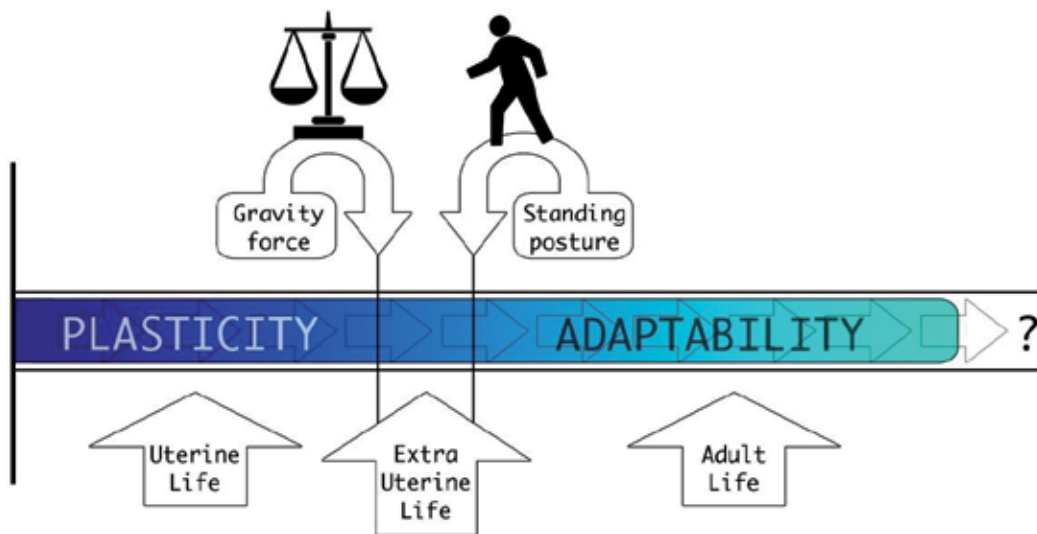 Gravity
force
Standing
posture
PLASTICITY
ADAPTABILITY
?
Uterine
Life
Extra
Uterine
Life
Adult
Life